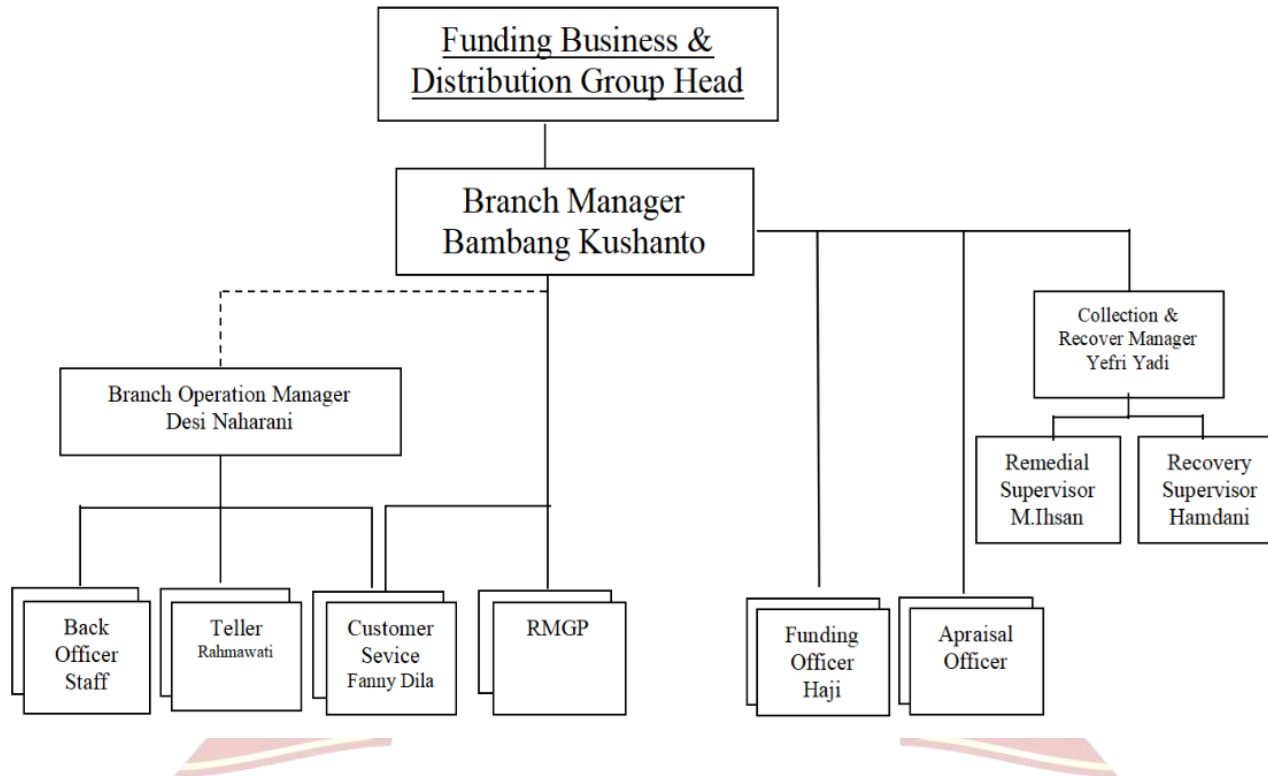 Funding Business &
Distribution Group Head
Branch Manager
Bambang Kushanto
Collection &
Recover Manager
Yefri Yadi
Branch Operation Manager
Desi Naharani
Remedial
Supervisor
M.Ihsan
Recovery
Supervisor
Hamdani
Back
Officer
Staff
Teller
Rahmawati
Customer
Sevice
Fanny Dila
RMGP
Funding
Officer
Haji
Apraisal
Officer